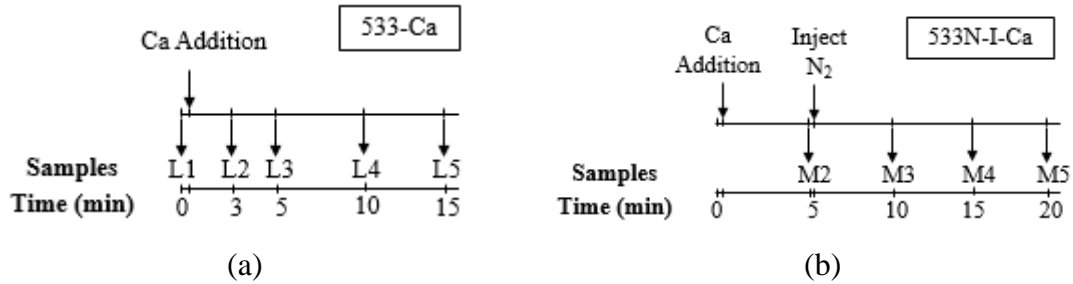 533-Ca
Ca Addition
Samples L1 L2 L3 L4 L5
Time (min) 0 3 5 10 15
(a)
533N-I-Ca
Ca Addition
Inject N₂
Samples M2 M3 M4 M5
Time (min) 0 5 10 15 20
(b)